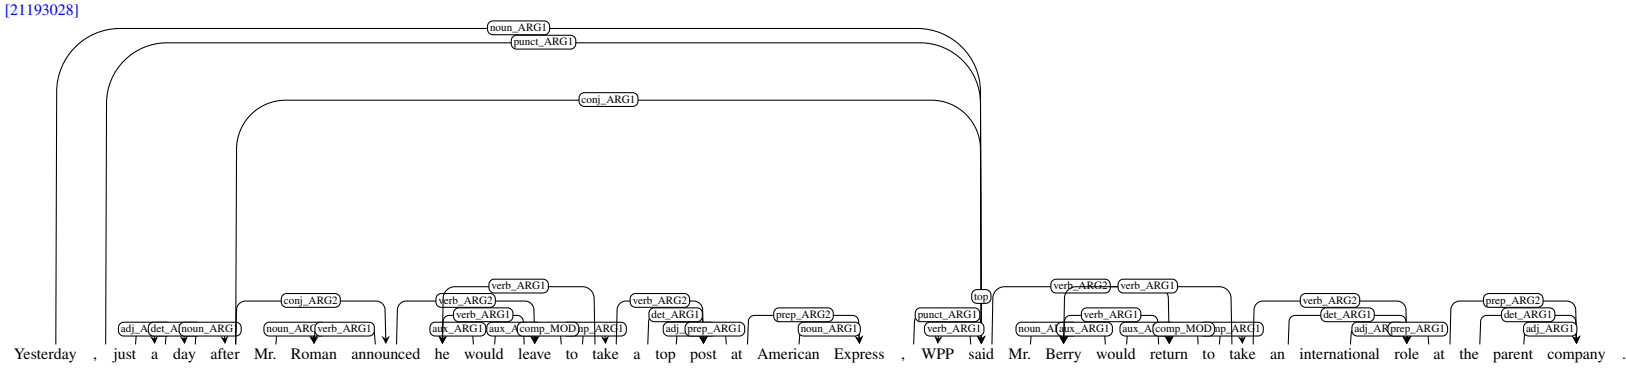 [21193028]
noun_ARG1
punct_ARG1
conj_ARG1
top
verb_ARG1 verb_ARG2 verb_ARG1
conj_ARG2 verb_ARG2 verb_ARG2 verb_ARG2 prep_ARG2
verb_ARG1 det_ARG1 prep_ARG2 punct_ARG1 verb_ARG1 det_ARG1 det_ARG1
noun_ARG1 verb_ARG1 aux_ARG1 comp_MOD prep_ARG1 noun_ARG1 verb_ARG1 aux_ARG1 comp_MOD prep_ARG1 adj_ARG1
Yesterday , just a day after Mr. Roman announced he would leave to take a top post at American Express , WPP said Mr. Berry would return to take an international role at the parent company .